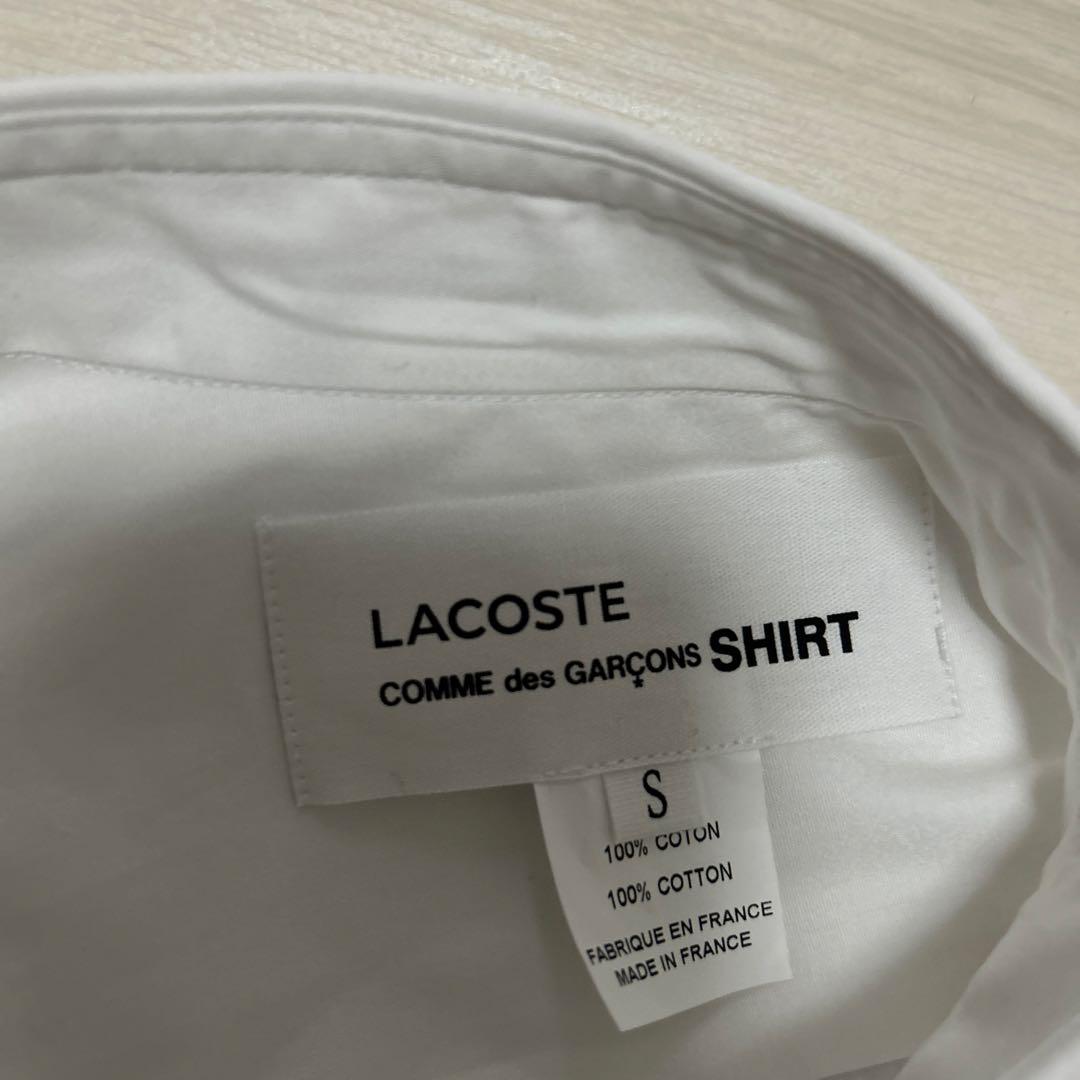 LACOSTE
COMME des GARÇONS SHIRT
S
100% COTON
100% COTTON
FABRIQUE EN FRANCE
MADE IN FRANCE